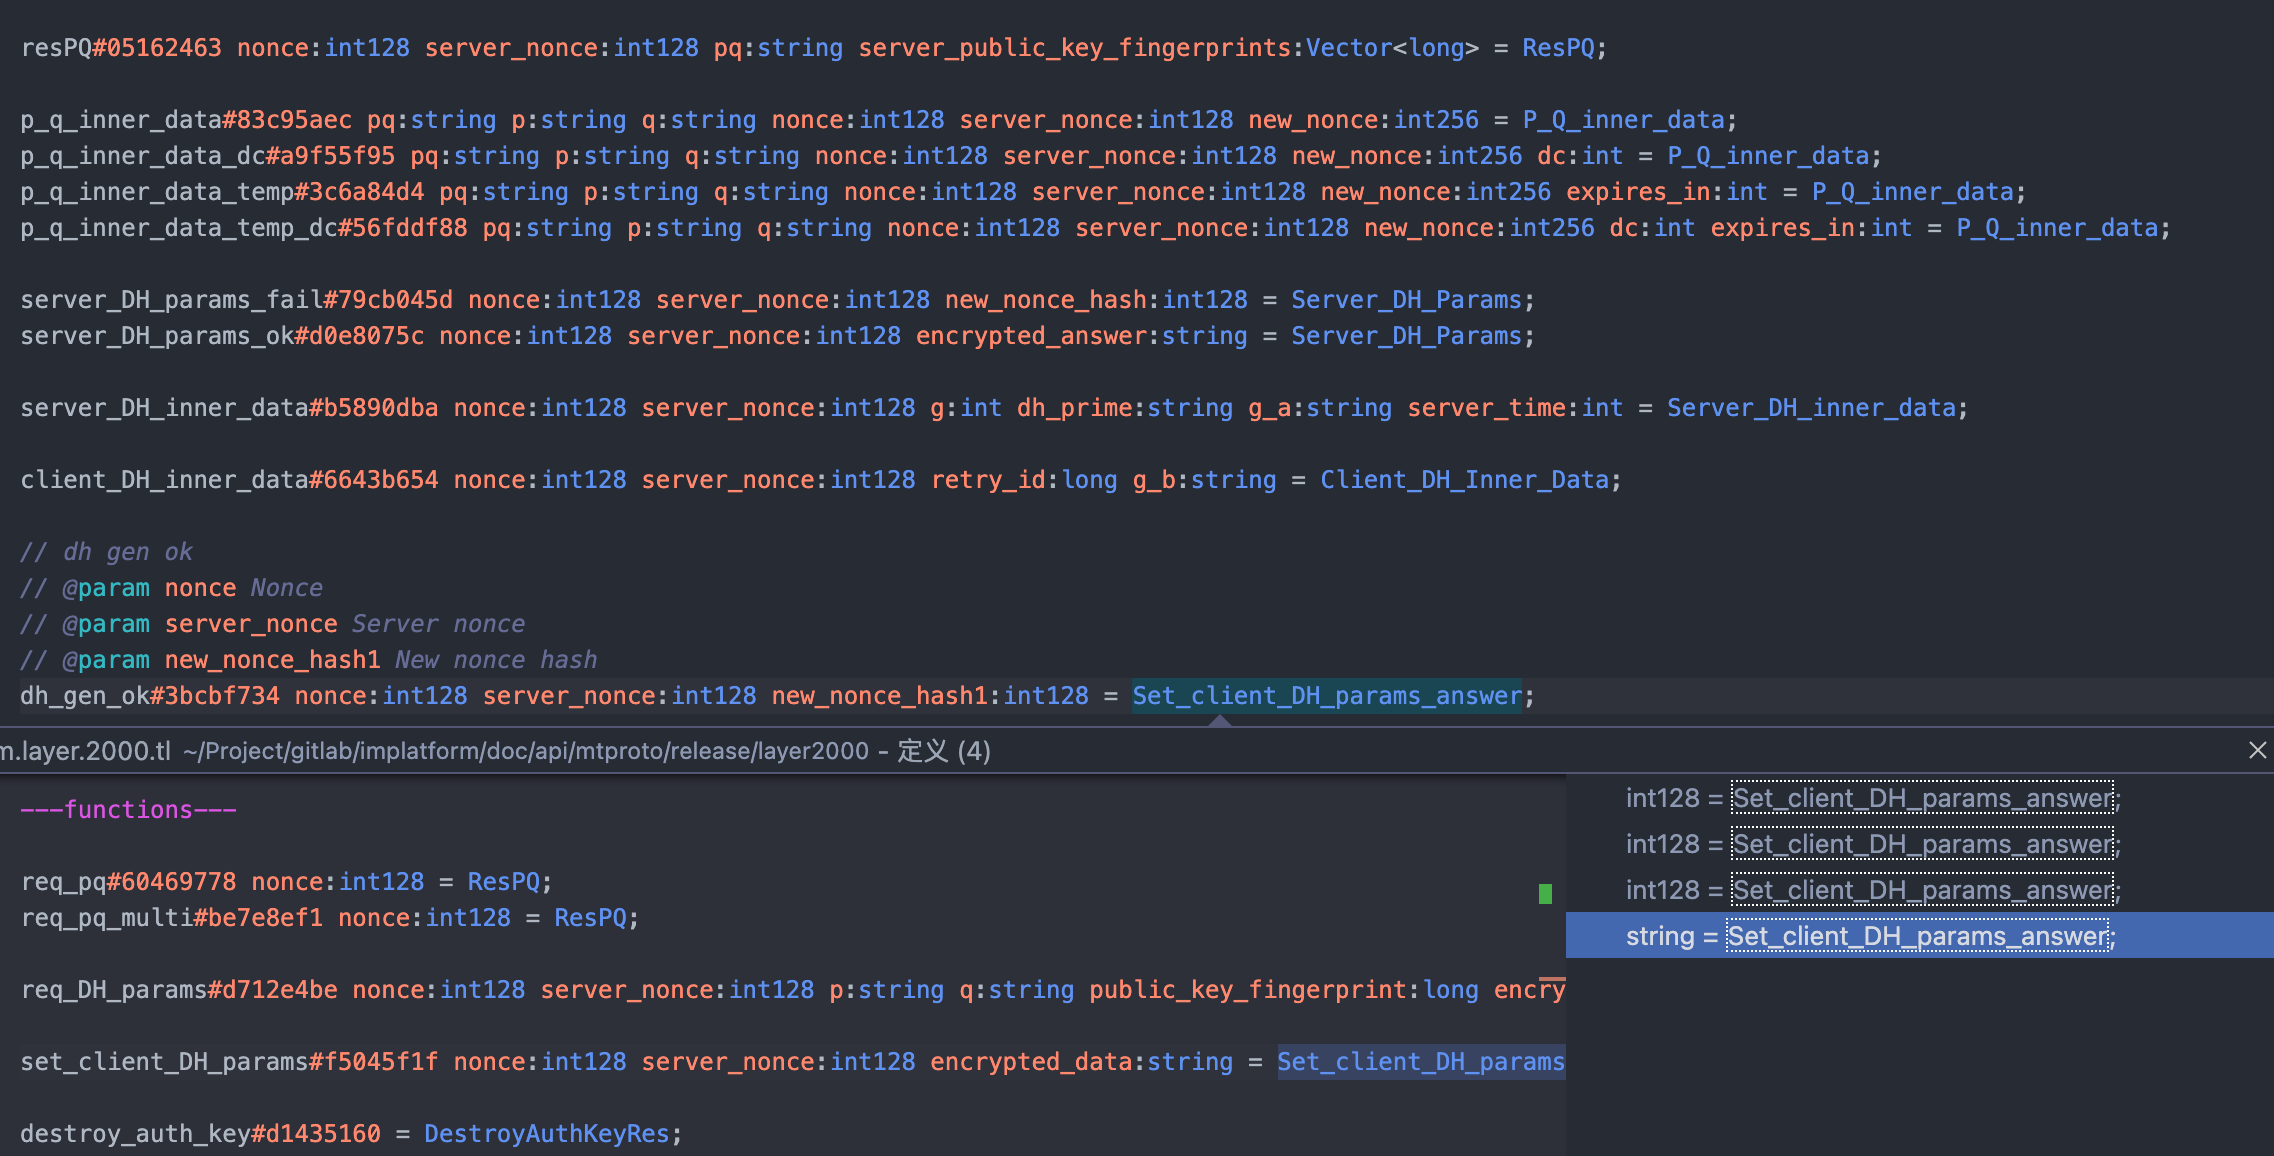 resPQ#05162463 nonce:int128 server_nonce:int128 pq:string server_public_key_fingerprints:Vector<long> = ResPQ;
p_q_inner_data#83c95aec pq:string p:string q:string nonce:int128 server_nonce:int128 new_nonce:int256 = P_Q_inner_data;
p_q_inner_data_dc#a9f55f95 pq:string p:string q:string nonce:int128 server_nonce:int128 new_nonce:int256 dc:int = P_Q_inner_data;
p_q_inner_data_temp#3c6a84d4 pq:string p:string q:string nonce:int128 server_nonce:int128 new_nonce:int256 expires_in:int = P_Q_inner_data;
p_q_inner_data_temp_dc#56fddf88 pq:string p:string q:string nonce:int128 server_nonce:int128 new_nonce:int256 dc:int expires_in:int = P_Q_inner_data;
server_DH_params_fail#79cb045d nonce:int128 server_nonce:int128 new_nonce_hash:int128 = Server_DH_Params;
server_DH_params_ok#d0e8075c nonce:int128 server_nonce:int128 encrypted_answer:string = Server_DH_Params;
server_DH_inner_data#b5890dba nonce:int128 server_nonce:int128 g:int dh_prime:string g_a:string server_time:int = Server_DH_inner_data;
client_DH_inner_data#6643b654 nonce:int128 server_nonce:int128 retry_id:long g_b:string = Client_DH_Inner_Data;
// dh gen ok
// @param nonce Nonce
// @param server_nonce Server nonce
// @param new_nonce_hash1 New nonce hash
dh_gen_ok#3bcbf734 nonce:int128 server_nonce:int128 new_nonce_hash1:int128 = Set_client_DH_params_answer;
m.layer.2000.tl ~/Project/gitlab/implatform/doc/api/mtproto/release/layer2000 - 定义 (4)
---functions---
req_pq#60469778 nonce:int128 = ResPQ;
req_pq_multi#be7e8ef1 nonce:int128 = ResPQ;
req_DH_params#d712e4be nonce:int128 server_nonce:int128 p:string q:string public_key_fingerprint:long encry
set_client_DH_params#f5045f1f nonce:int128 server_nonce:int128 encrypted_data:string = Set_client_DH_params
destroy_auth_key#d1435160 = DestroyAuthKeyRes;
int128 = Set_client_DH_params_answer;
int128 = Set_client_DH_params_answer;
int128 = Set_client_DH_params_answer;
string = Set_client_DH_params_answer;